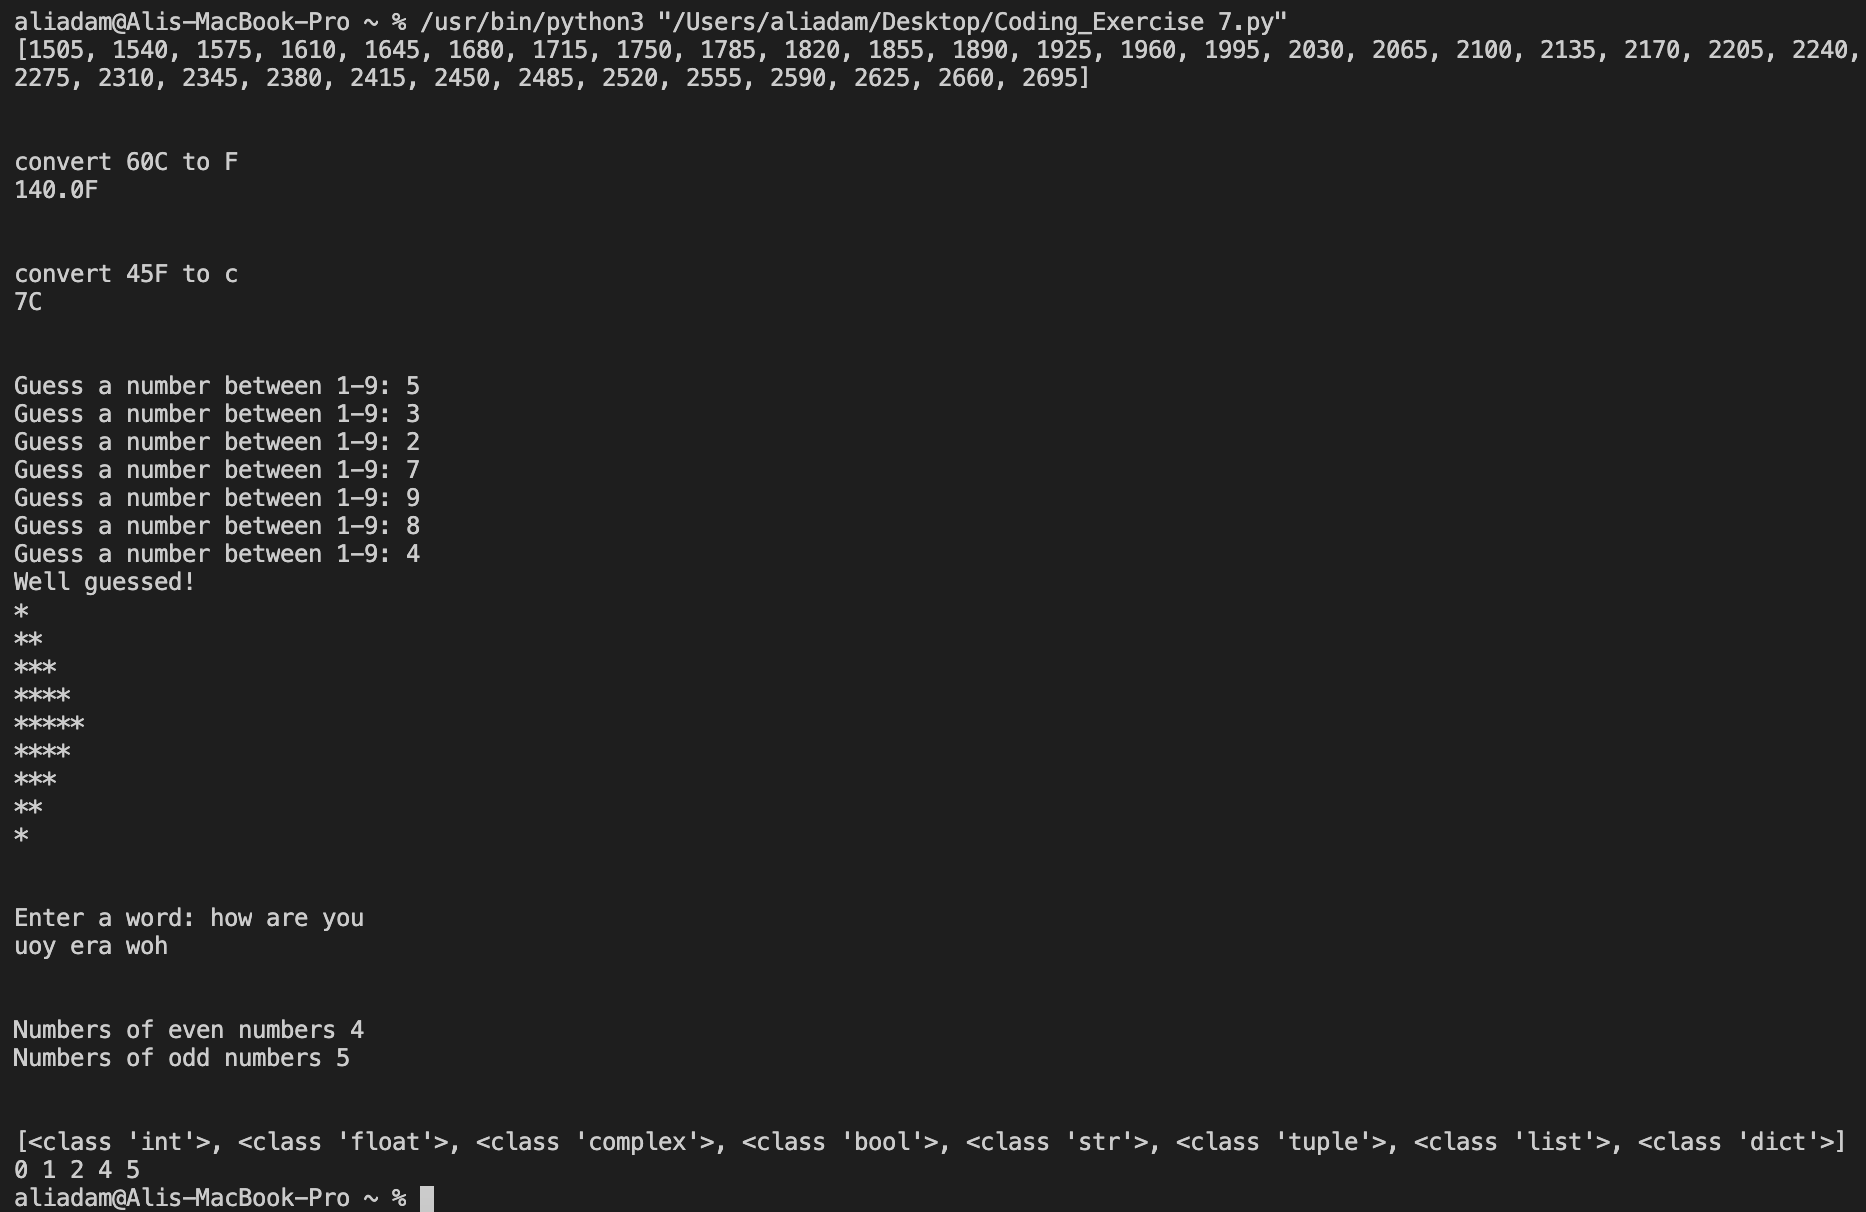 aliadam@Alis-MacBook-Pro ~ % /usr/bin/python3 "/Users/aliadam/Desktop/Coding_Exercise 7.py"
[1505, 1540, 1575, 1610, 1645, 1680, 1715, 1750, 1785, 1820, 1855, 1890, 1925, 1960, 1995, 2030, 2065, 2100, 2135, 2170, 2205, 2240,
2275, 2310, 2345, 2380, 2415, 2450, 2485, 2520, 2555, 2590, 2625, 2660, 2695]
convert 60C to F
140.0F
convert 45F to c
7C
Guess a number between 1-9: 5
Guess a number between 1-9: 3
Guess a number between 1-9: 2
Guess a number between 1-9: 7
Guess a number between 1-9: 9
Guess a number between 1-9: 8
Guess a number between 1-9: 4
Well guessed!
*
**
***
****
*****
****
***
**
*
Enter a word: how are you
uoy era woh
Numbers of even numbers 4
Numbers of odd numbers 5
[<class 'int'>, <class 'float'>, <class 'complex'>, <class 'bool'>, <class 'str'>, <class 'tuple'>, <class 'list'>, <class 'dict'>]
0 1 2 4 5
aliadam@Alis-MacBook-Pro ~ %